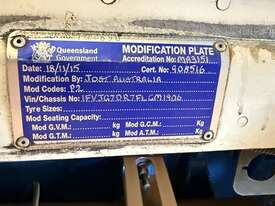 Queensland Government
MODIFICATION PLATE
Accreditation No: MA3151
Date: 18/11/15 Cert. No: 908516
Modification By: JOST AUSTRALIA
Mod Codes: P2
Vin/Chassis No: 1FVJG7DR7FLGM1906
Tyre Sizes:
Mod Seating Capacity:
Mod G.V.M.: kg Mod G.C.M.: kg
Mod G.T.M.: kg Mod A.T.M.: kg